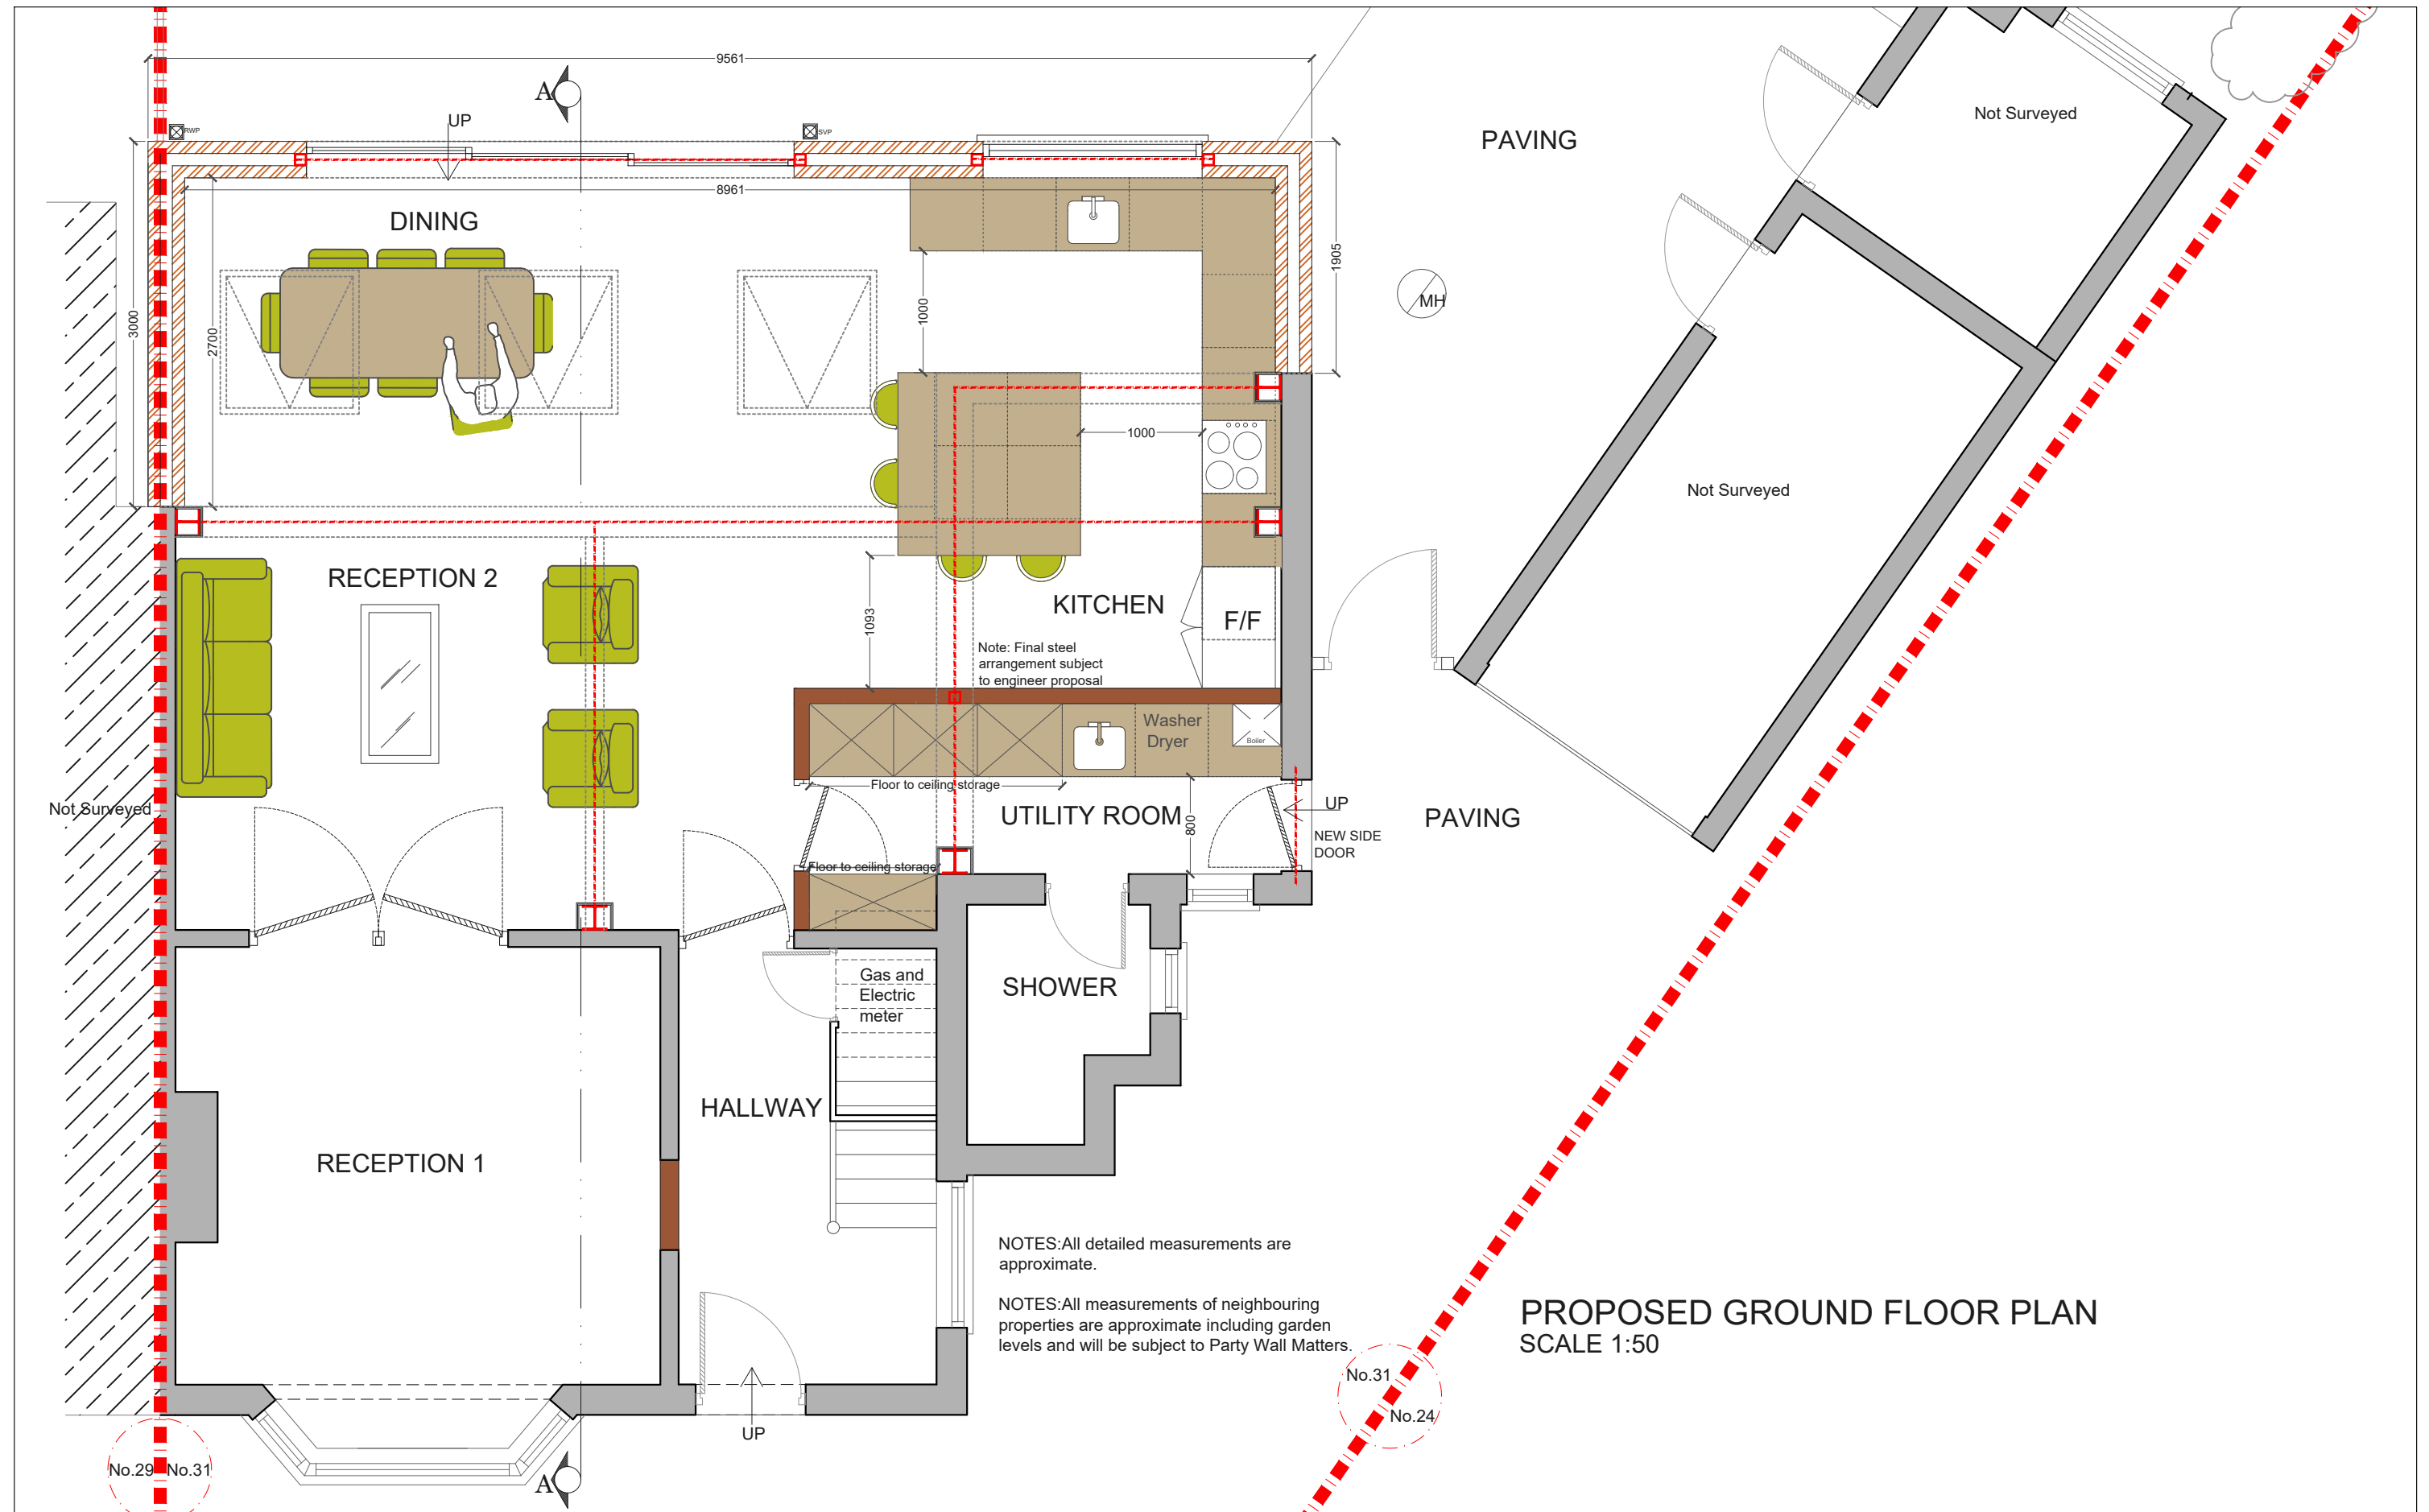 9561
A
UP
RWP
SVP
Not Surveyed
PAVING
8961
DINING
1905
3000
2700
1000
MH
1000
Not Surveyed
RECEPTION 2
KITCHEN
F/F
1093
Note: Final steel
arrangement subject
to engineer proposal
Washer
Dryer
Boiler
Floor to ceiling storage
Not Surveyed
UTILITY ROOM
800
UP
NEW SIDE
DOOR
PAVING
Floor to ceiling storage
Gas and
Electric
meter
SHOWER
HALLWAY
RECEPTION 1
NOTES:All detailed measurements are
approximate.
NOTES:All measurements of neighbouring
properties are approximate including garden
levels and will be subject to Party Wall Matters.
PROPOSED GROUND FLOOR PLAN
SCALE 1:50
No.31
No.24
UP
No.29
No.31
A